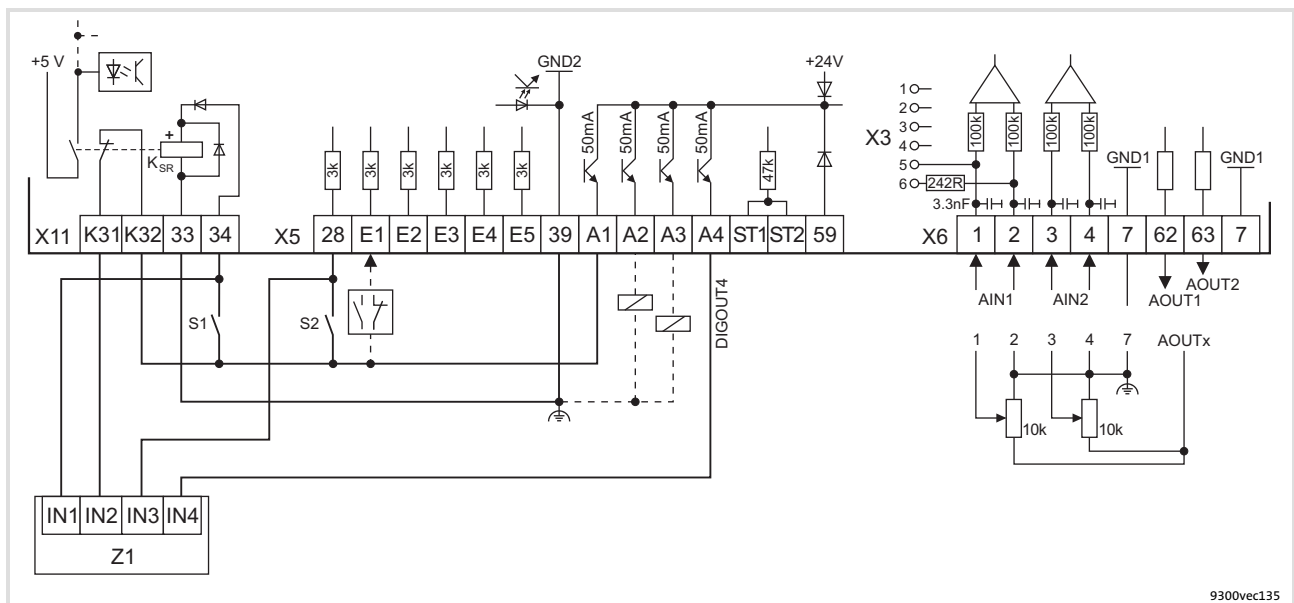 +5 V
GND2
+24V
+
K SR
3k
3k
3k
3k
3k
3k
50mA
50mA
50mA
50mA
47k
X3
1
2
3
4
5
6
242R
100k
100k
100k
100k
3.3nF
GND1
GND1
X11 K31 K32 33 34
X5 28 E1 E2 E3 E4 E5 39 A1 A2 A3 A4 ST1 ST2 59
X6 1 2 3 4 7 62 63 7
S1
S2
DIGOUT4
AIN1
AIN2
AOUT1
AOUT2
1 2 3 4 7 AOUTx
10k
10k
IN1 IN2 IN3 IN4
Z1
9300vec135